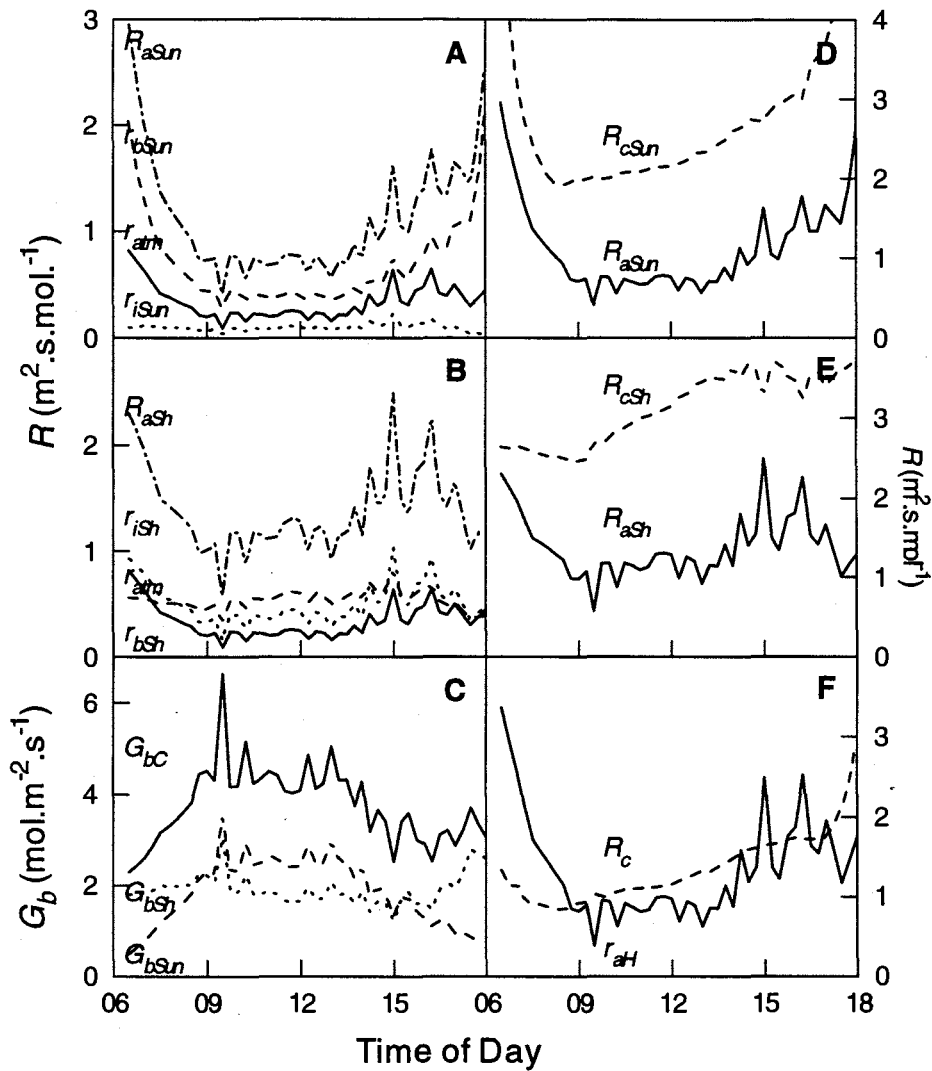 3 A D 4
R_aSun
2 r_bSun R_cSun 3
2
1 r_atm R_aSun 1
r_iSun
0 0
R (m².s.mol.⁻¹)
B E
R_aSh R_cSh 3
2
r_iSh R_aSh 2
1 1
r_atm
r_bSh
0 0
R (m².s.mol⁻¹)
C F
6
G_bC 3
4
R_c 2
2 G_bSh 1
G_bSun r_aH
0 0
G_b (mol.m⁻².s⁻¹)
06 09 12 15 06 09 12 15 18
Time of Day